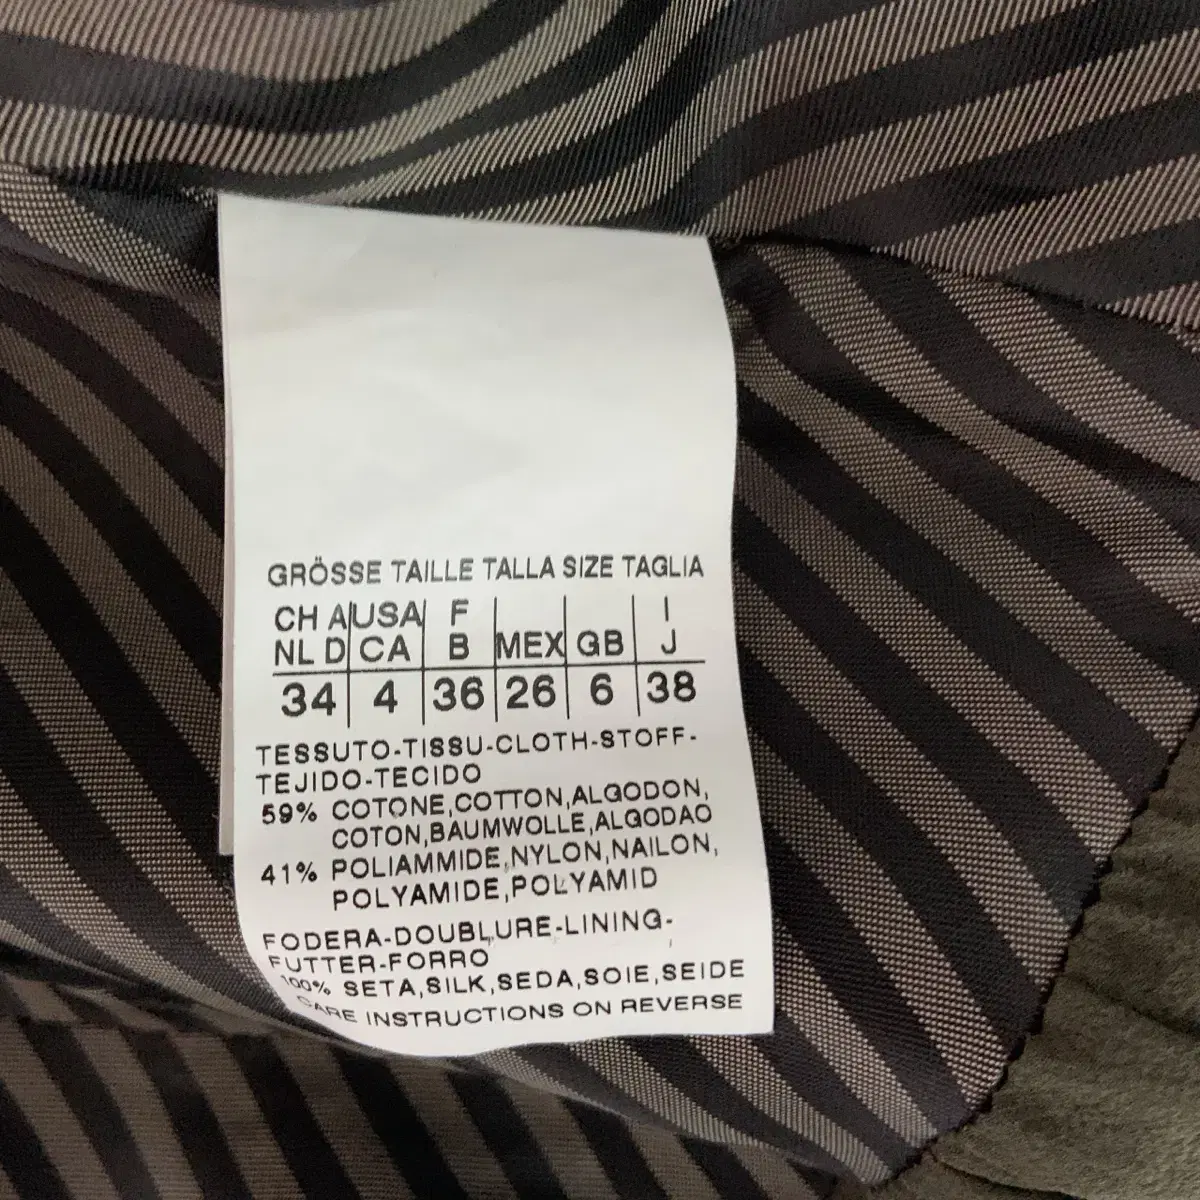 GRÖSSE TAILLE TALLA SIZE TAGLIA
CH A USA F I
NL D CA B MEX GB J
34 4 36 26 6 38
TESSUTO-TISSU-CLOTH-STOFF-
TEJIDO-TECIDO
59% COTONE,COTTON,ALGODON,
COTON,BAUMWOLLE,ALGODAO
41% POLIAMMIDE,NYLON,NAILON,
POLYAMIDE,POLYAMID
FODERA-DOUBLURE-LINING-
FUTTER-FORRO
100% SETA,SILK,SEDA,SOIE,SEIDE
CARE INSTRUCTIONS ON REVERSE